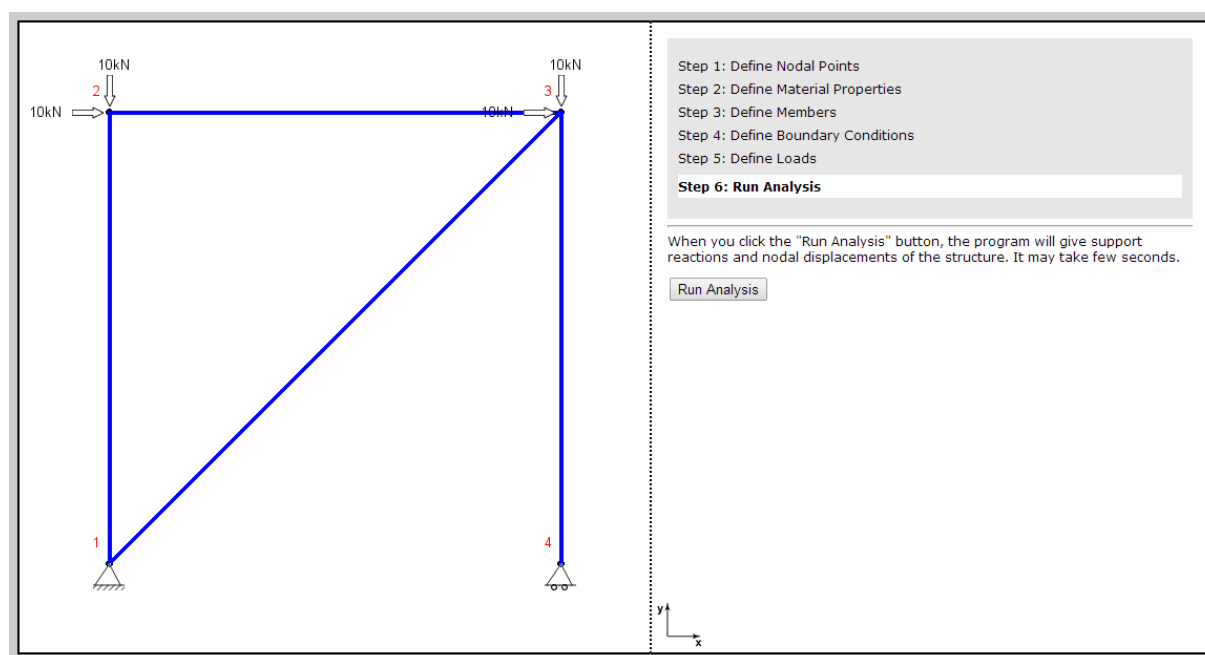 10kN
10kN
2
3
10kN
10kN
1
4
Step 1: Define Nodal Points
Step 2: Define Material Properties
Step 3: Define Members
Step 4: Define Boundary Conditions
Step 5: Define Loads
Step 6: Run Analysis
When you click the "Run Analysis" button, the program will give support
reactions and nodal displacements of the structure. It may take few seconds.
Run Analysis
y
x